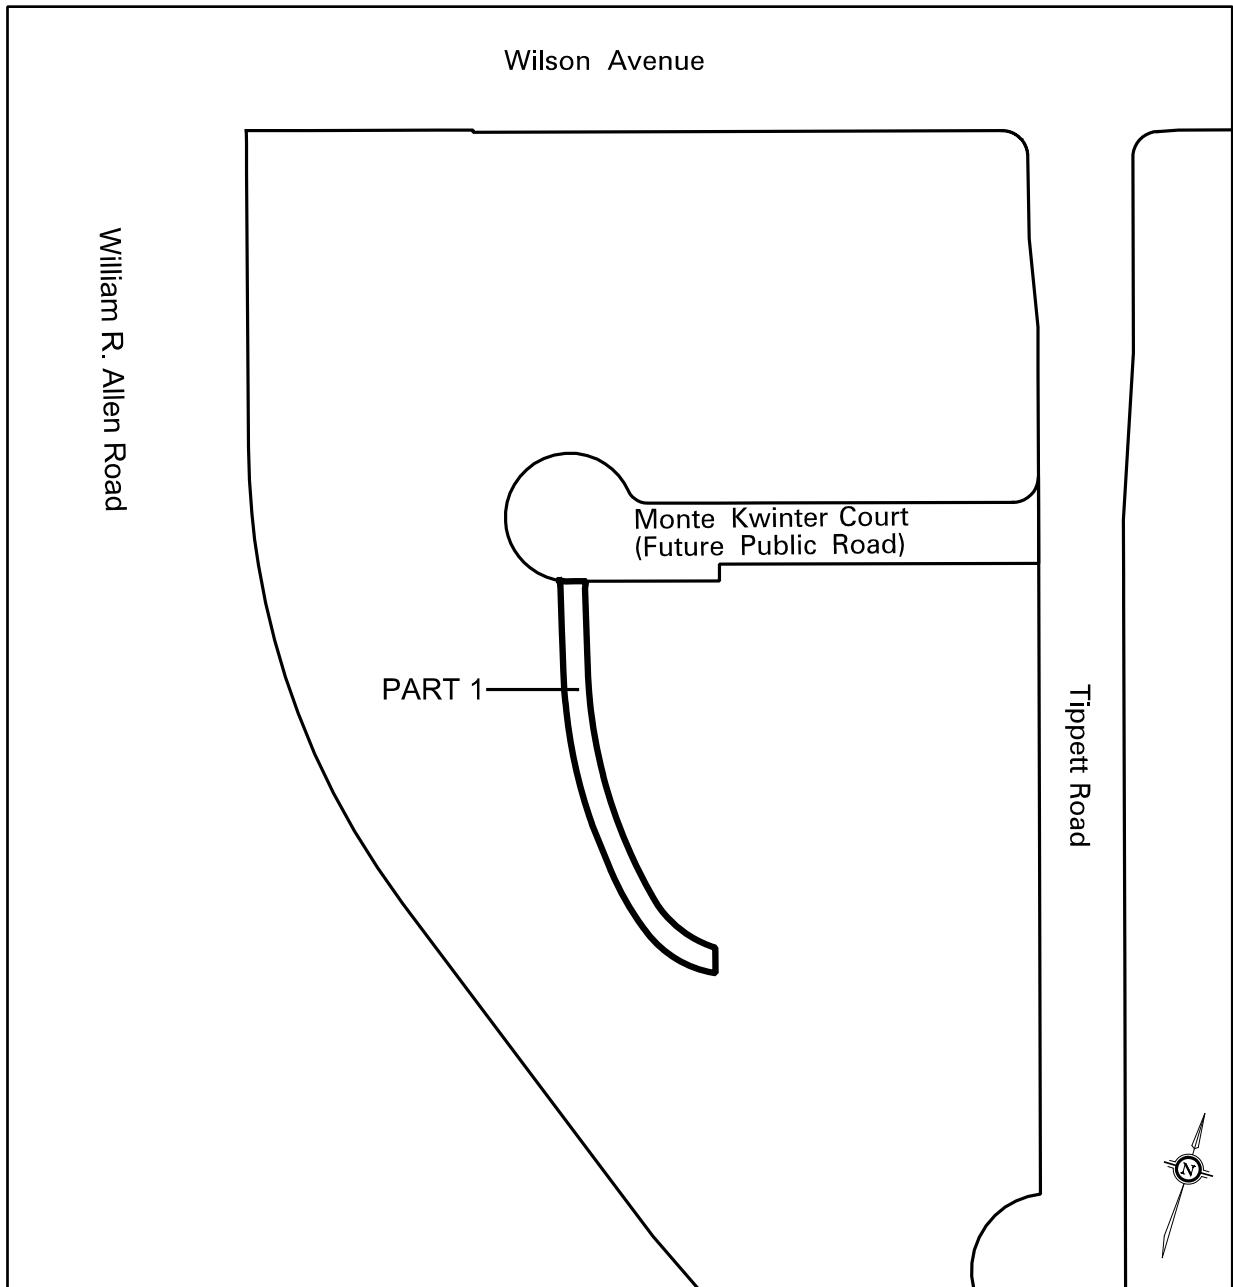 Wilson Avenue
William R. Allen Road
Monte Kwinter Court
(Future Public Road)
PART 1
Tippett Road
N